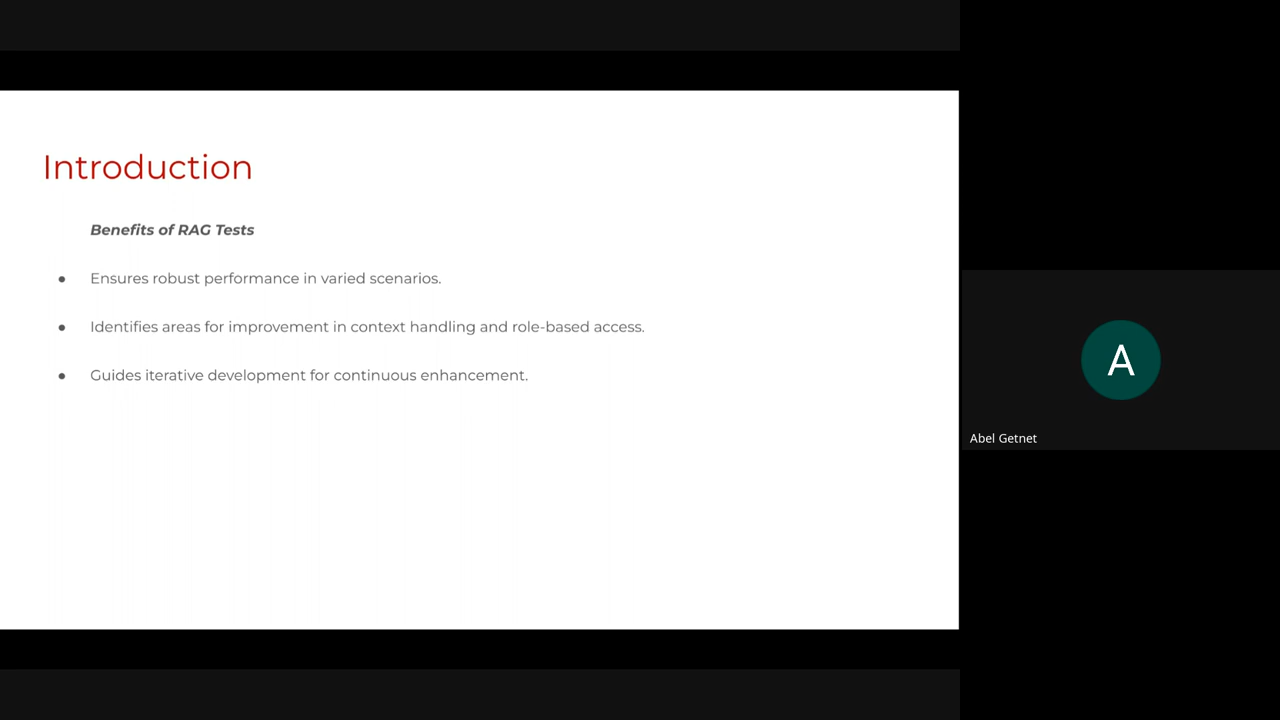 Introduction
Benefits of RAG Tests
● Ensures robust performance in varied scenarios.
● Identifies areas for improvement in context handling and role-based access.
● Guides iterative development for continuous enhancement.
A
Abel Getnet